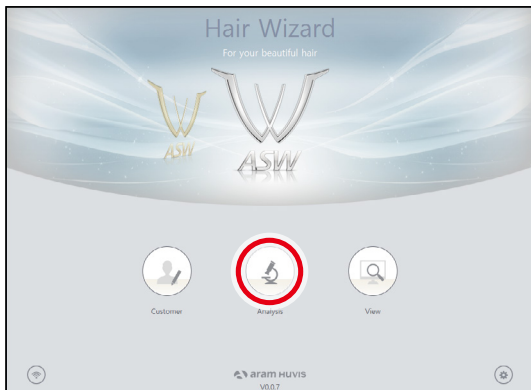 Hair Wizard
For your beautiful hair
ASW
ASW
Customer
Analysis
View
aram HUVIS
V0.0.7